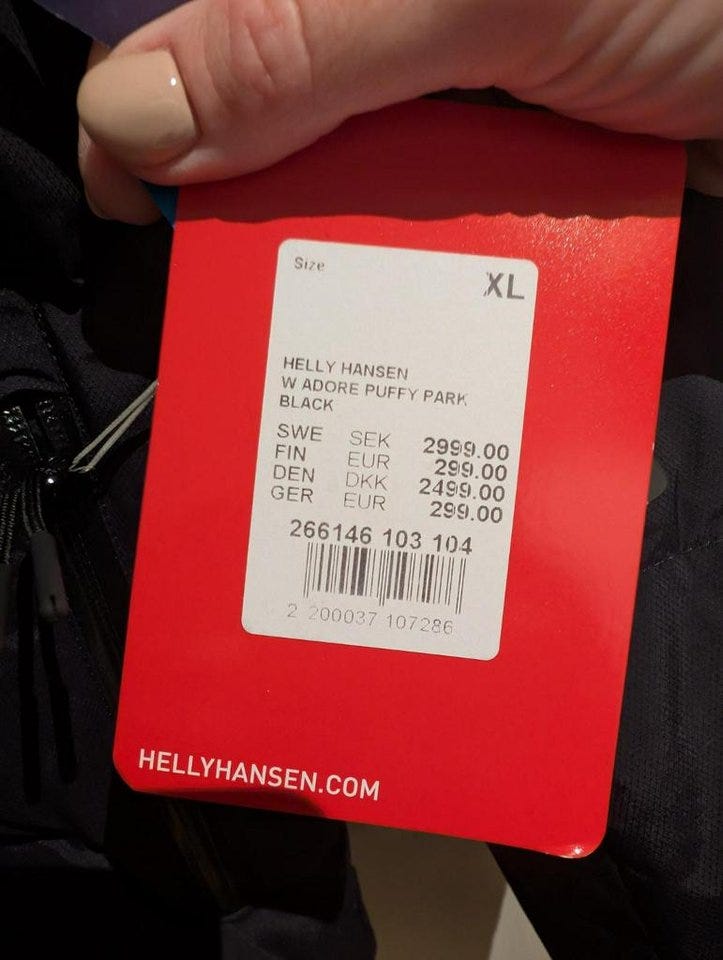 Size
XL
HELLY HANSEN
W ADORE PUFFY PARK
BLACK
SWE SEK 2999.00
FIN EUR 299.00
DEN DKK 2499.00
GER EUR 299.00
266146 103 104
2 200037 107286
HELLYHANSEN.COM